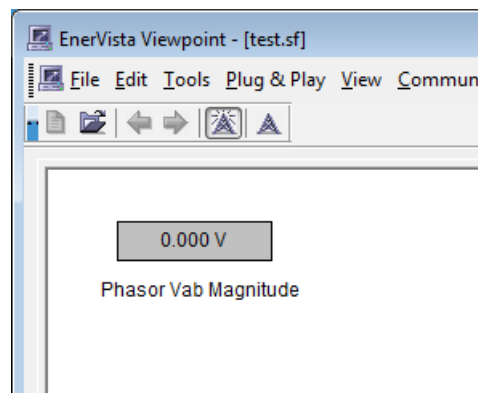 EnerVista Viewpoint - [test.sf]
File Edit Tools Plug & Play View Commun
0.000 V
Phasor Vab Magnitude